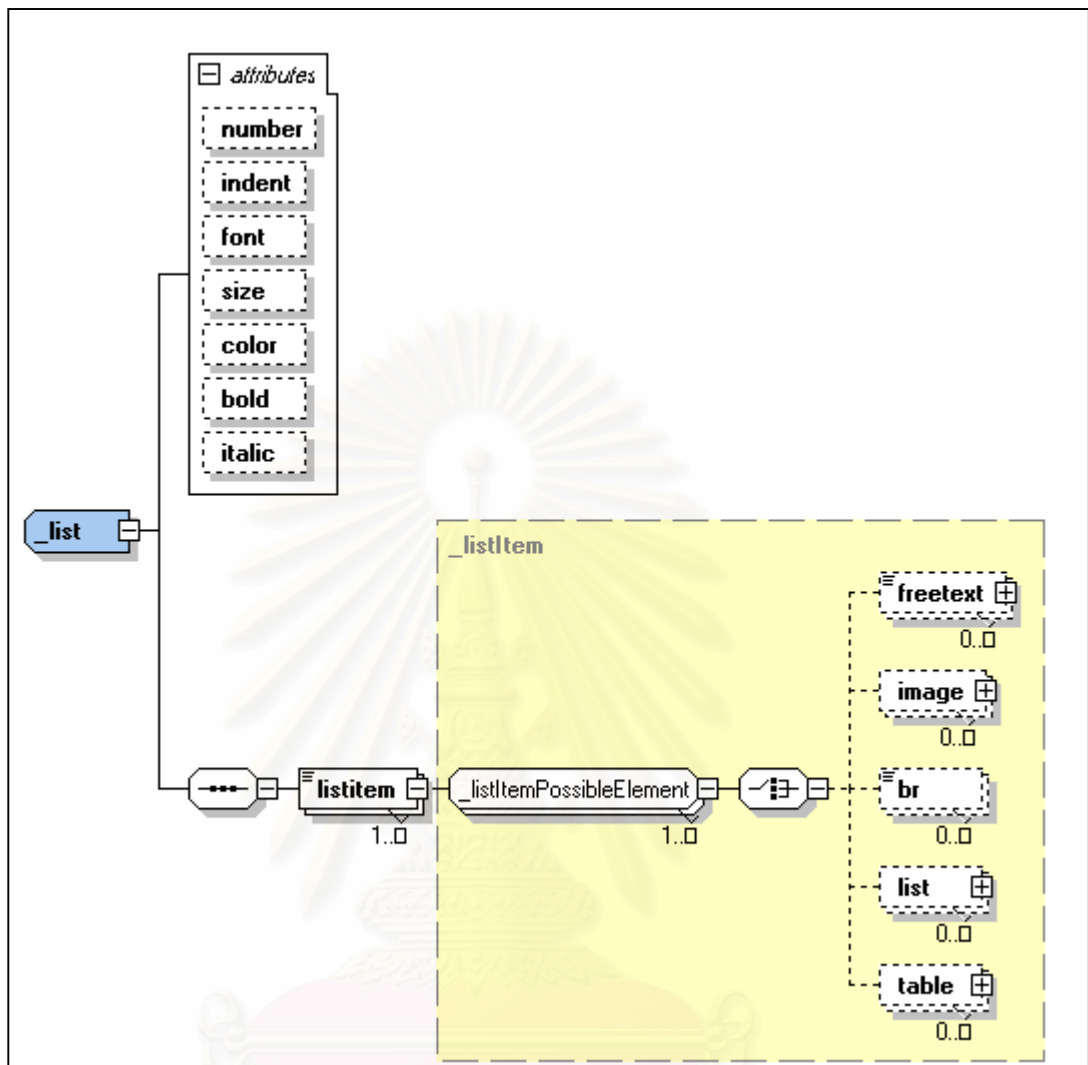 attributes
number
indent
font
size
color
bold
italic
_list
_listItem
freetext
0..□
image
0..□
listitem
1..□
_listItemPossibleElement
1..□
br
0..□
list
0..□
table
0..□